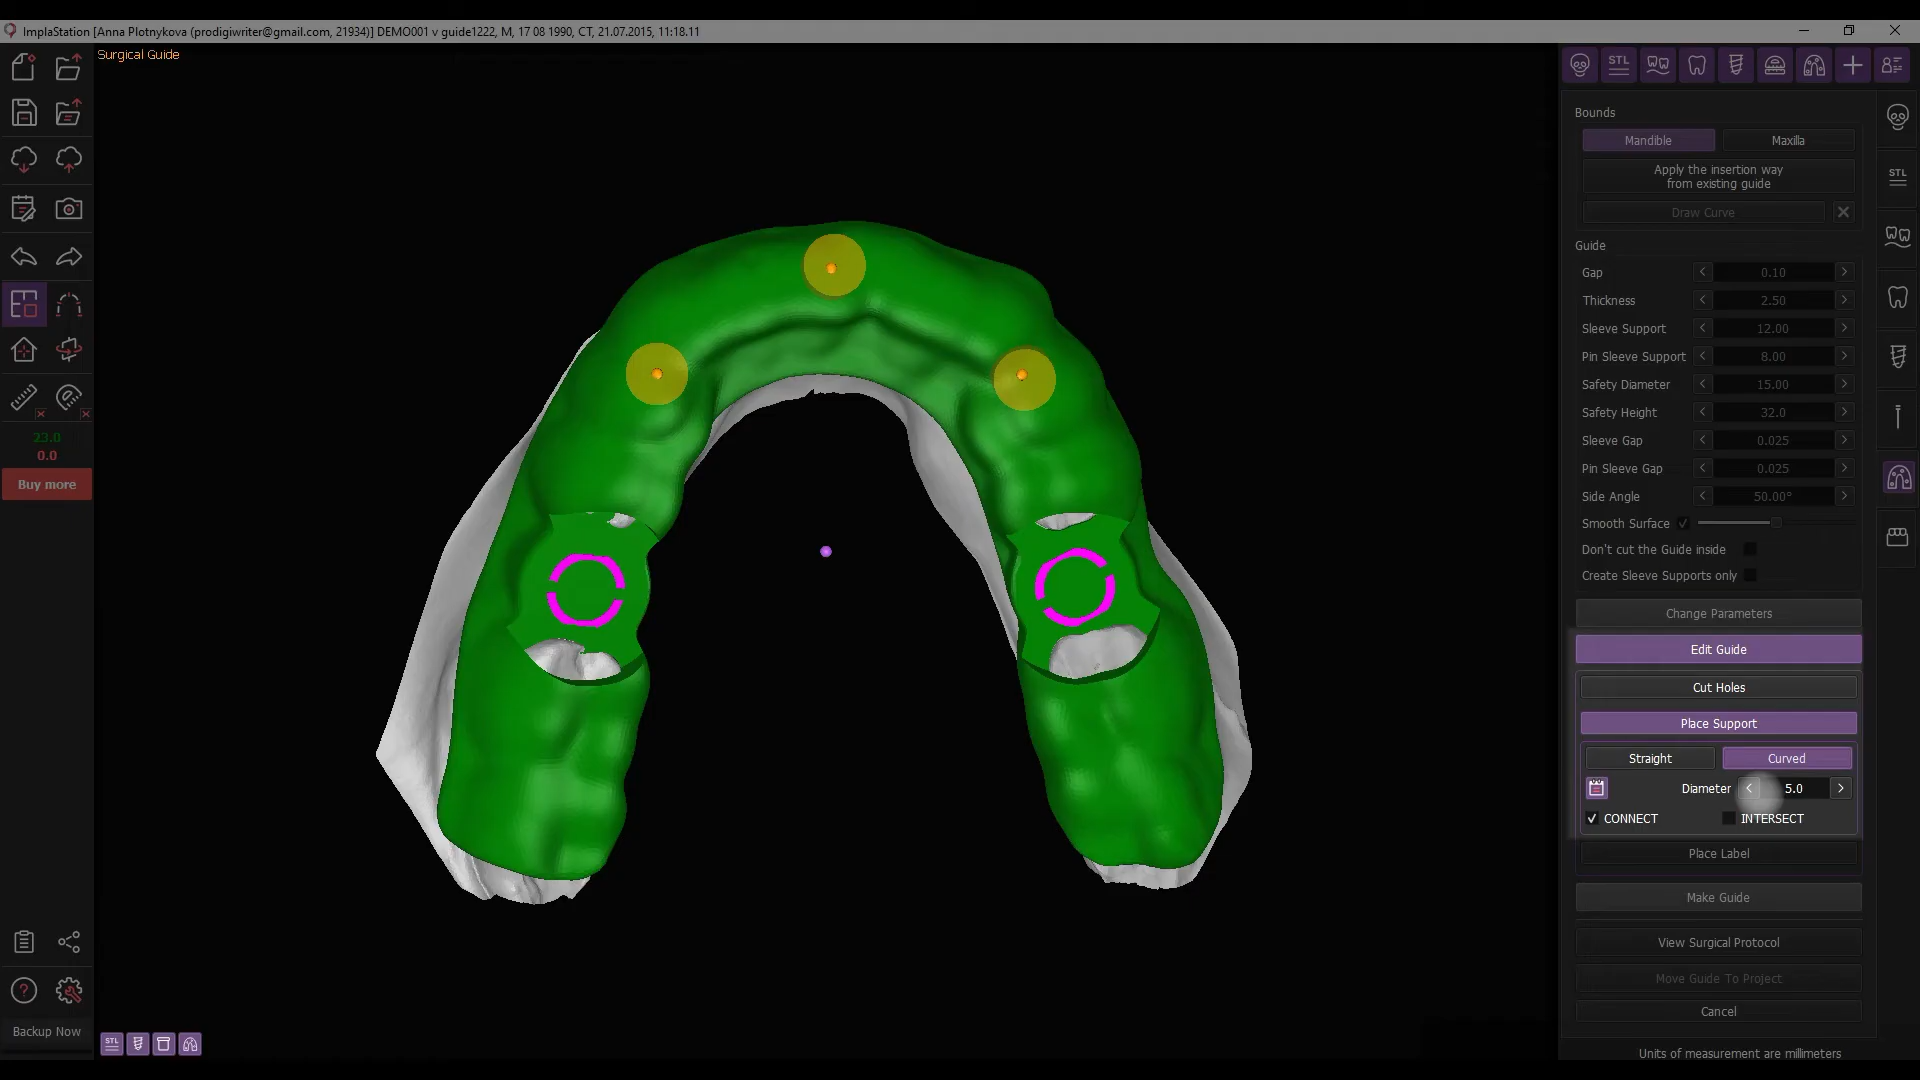 ImplaStation [Anna Plotnykova (prodigiwriter@gmail.com, 21934)] DEMO001 v guide1222, M, 17 08 1990, CT, 21.07.2015, 11:18.11
Surgical Guide
23.0
0.0
Buy more
Backup Now
STL
STL
STL
Bounds
Mandible Maxilla
Apply the insertion way
from existing guide
Draw Curve
Guide
Gap 0.10
Thickness 2.50
Sleeve Support 12.00
Pin Sleeve Support 8.00
Safety Diameter 15.00
Safety Height 32.0
Sleeve Gap 0.025
Pin Sleeve Gap 0.025
Side Angle 50.00°
Smooth Surface
Don't cut the Guide inside
Create Sleeve Supports only
Change Parameters
Edit Guide
Cut Holes
Place Support
Straight Curved
Diameter 5.0
CONNECT INTERSECT
Place Label
Make Guide
View Surgical Protocol
Move Guide To Project
Cancel
Units of measurement are millimeters